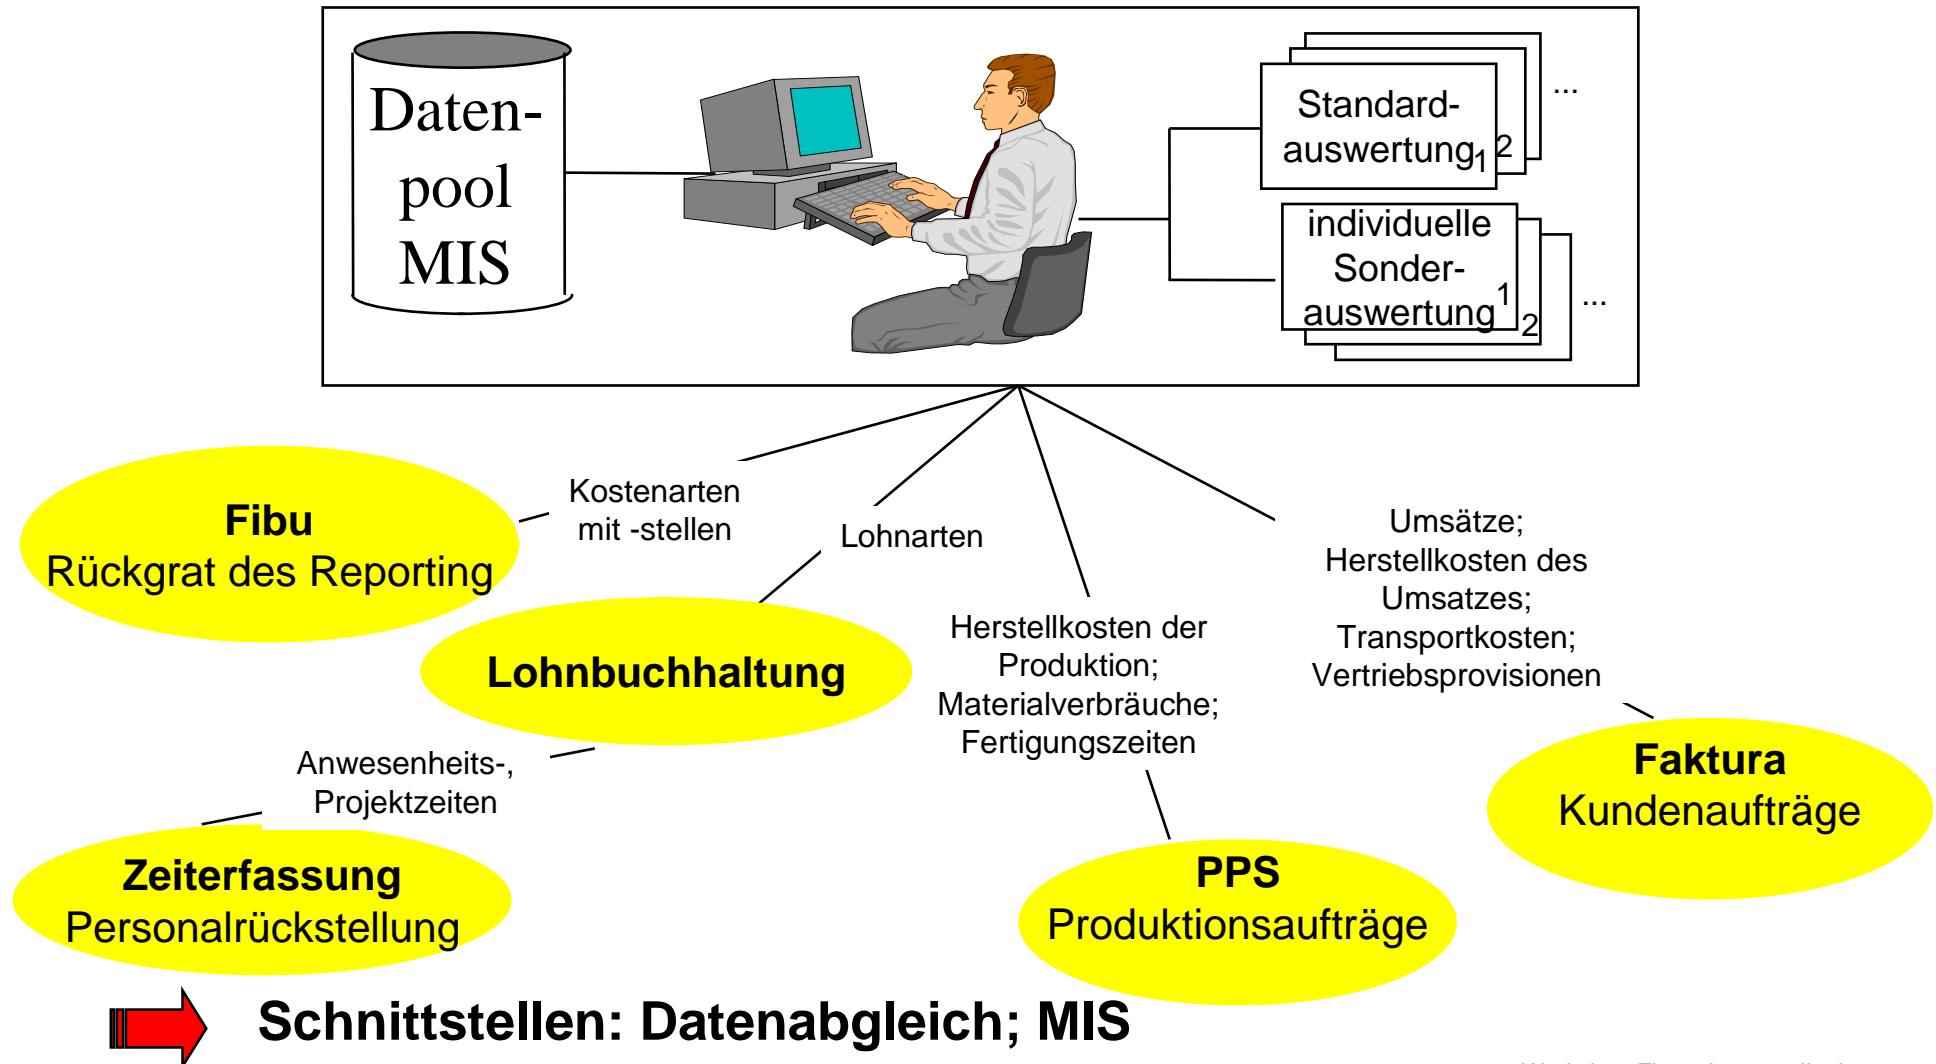 Daten-
pool
MIS
Standard-
auswertung1
2
...
individuelle
Sonder-
auswertung1
2
...
Kostenarten
mit -stellen
Fibu
Rückgrat des Reporting
Lohnarten
Umsätze;
Herstellkosten des
Umsatzes;
Transportkosten;
Vertriebsprovisionen
Herstellkosten der
Produktion;
Materialverbräuche;
Fertigungszeiten
Lohnbuchhaltung
Anwesenheits-,
Projektzeiten
Faktura
Kundenaufträge
Zeiterfassung
Personalrückstellung
PPS
Produktionsaufträge
Schnittstellen: Datenabgleich; MIS